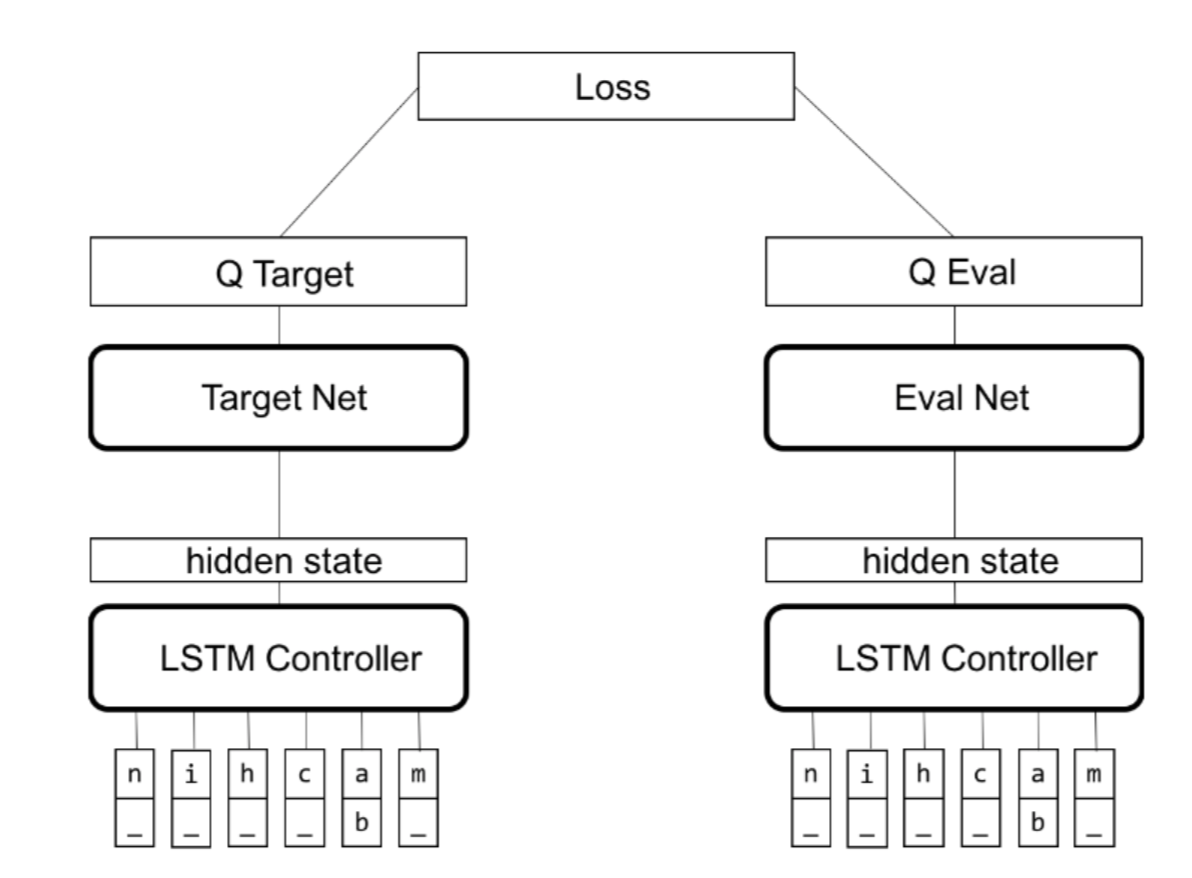 Loss
Q Target
Q Eval
Target Net
Eval Net
hidden state
hidden state
LSTM Controller
LSTM Controller
n i h c a m
n i h c a m
_ _ _ _ b _
_ _ _ _ b _